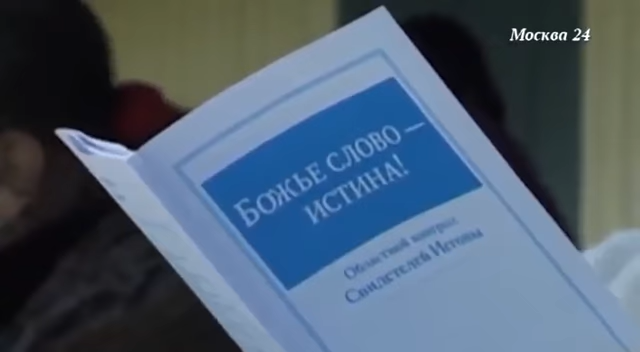 Москва 24
БОЖЬЕ СЛОВО —
ИСТИНА!
Областной конгресс
Свидетелей Иеговы